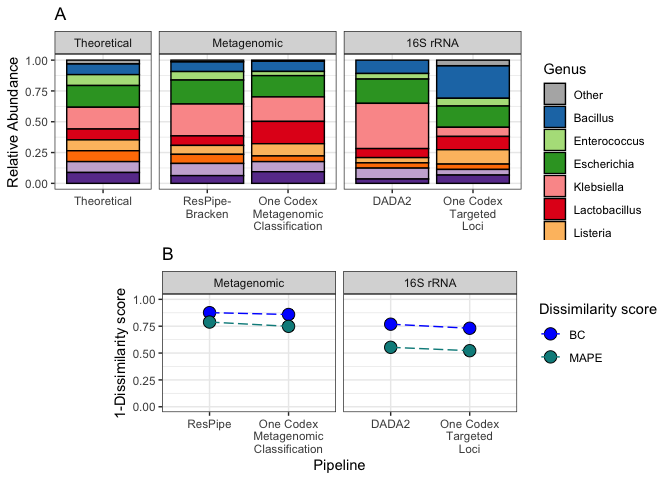 A
Theoretical
Metagenomic
16S rRNA
Relative Abundance
1.00
0.75
0.50
0.25
0.00
Theoretical
ResPipe-
Bracken
One Codex
Metagenomic
Classification
DADA2
One Codex
Targeted
Loci
Genus
Other
Bacillus
Enterococcus
Escherichia
Klebsiella
Lactobacillus
Listeria
B
Metagenomic
16S rRNA
1-Dissimilarity score
1.00
0.75
0.50
0.25
0.00
ResPipe
One Codex
Metagenomic
Classification
DADA2
One Codex
Targeted
Loci
Pipeline
Dissimilarity score
BC
MAPE